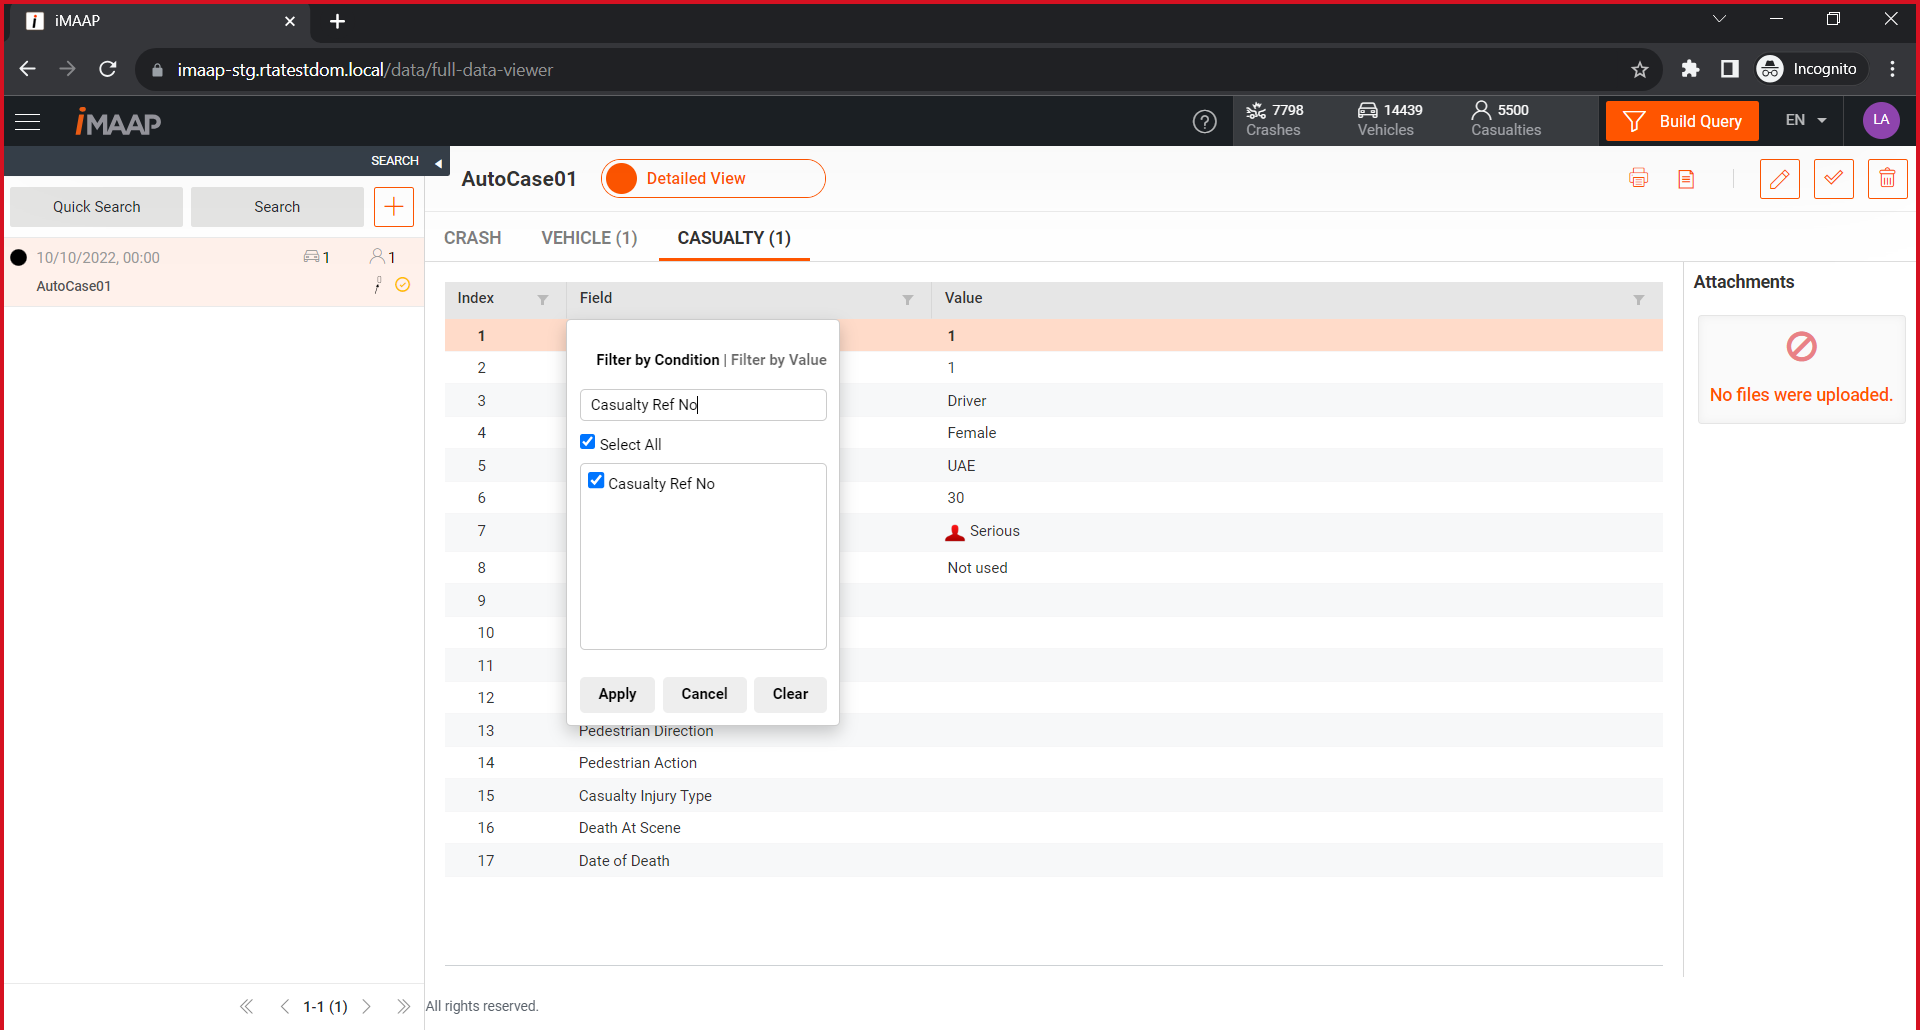 iMAAP
imaap-stg.rtatestdom.local/data/full-data-viewer
Incognito
iMAAP
7798
Crashes
14439
Vehicles
5500
Casualties
Build Query
EN
LA
SEARCH
Quick Search
Search
10/10/2022, 00:00
1
1
AutoCase01
AutoCase01
Detailed View
CRASH
VEHICLE (1)
CASUALTY (1)
Index
Field
Value
1
1
2
1
3
Driver
4
Female
5
UAE
6
30
7
Serious
8
Not used
9
10
11
12
13
Pedestrian Direction
14
Pedestrian Action
15
Casualty Injury Type
16
Death At Scene
17
Date of Death
Filter by Condition | Filter by Value
Casualty Ref No
Select All
Casualty Ref No
Apply
Cancel
Clear
Attachments
No files were uploaded.
1-1 (1)
All rights reserved.